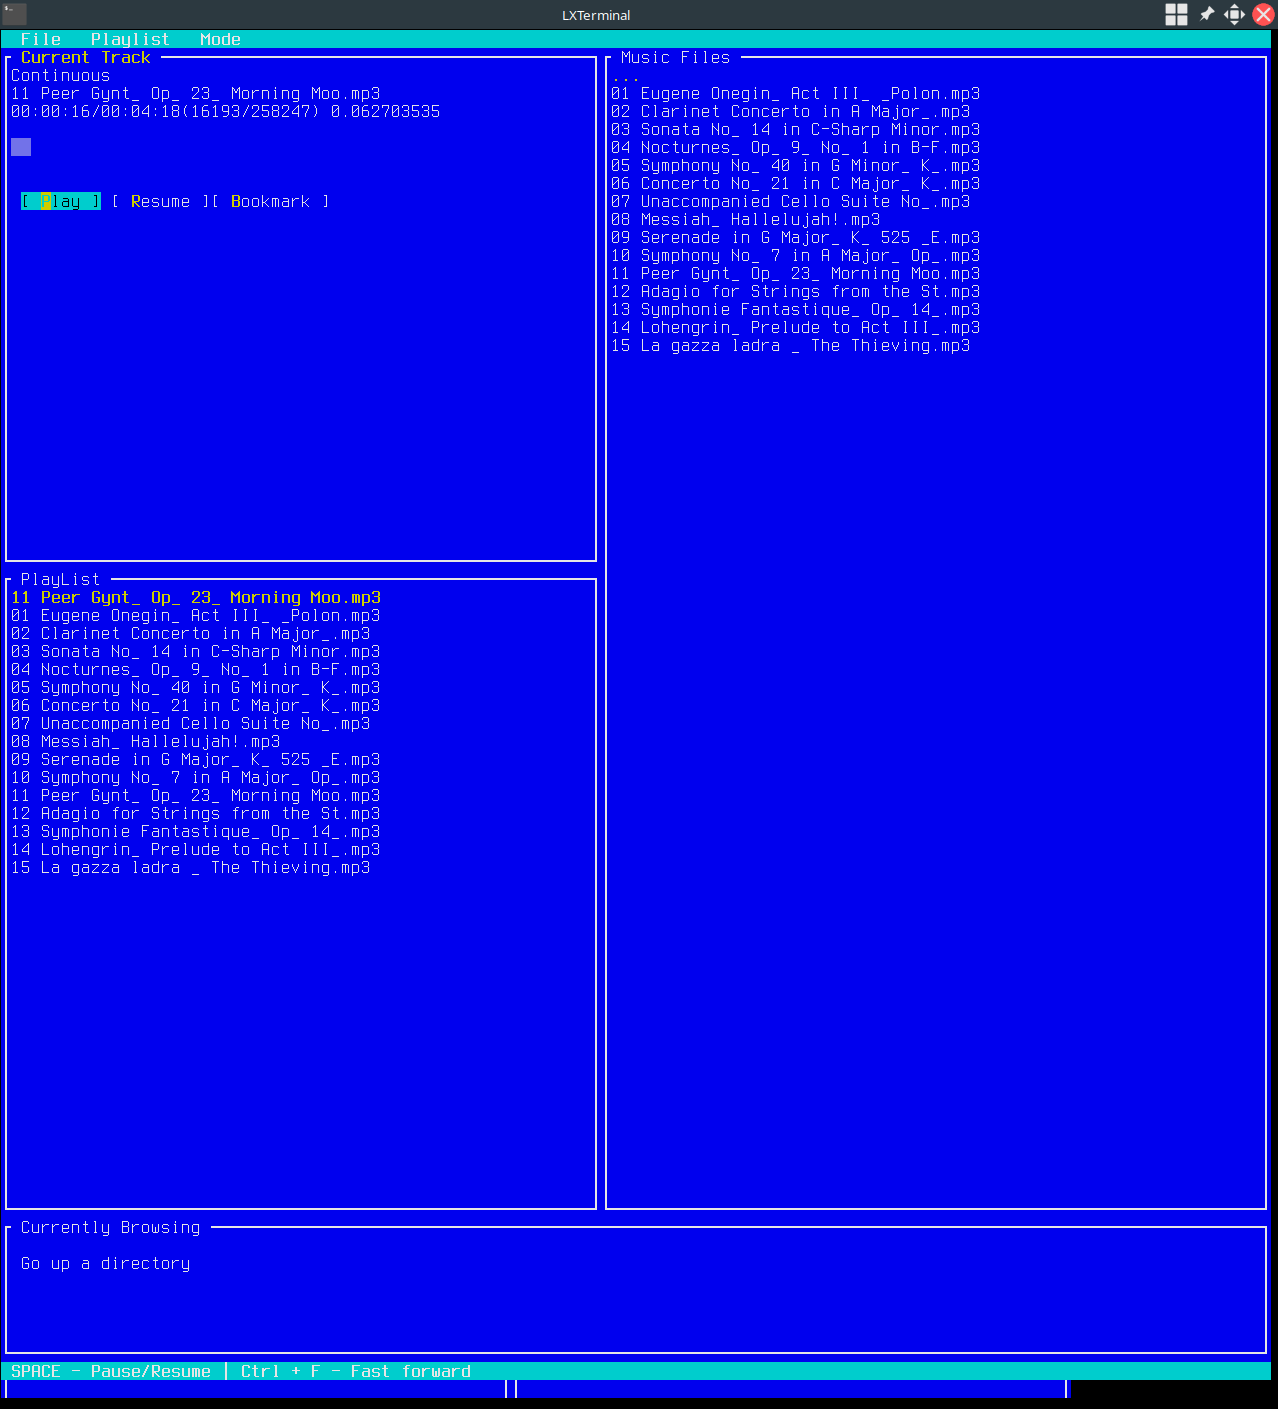 LXTerminal
File Playlist Mode
Current Track
Continuous
11 Peer Gynt_ Op_ 23_ Morning Moo.mp3
00:00:16/00:04:18(16193/258247) 0.062703535
[ Play ] [ Resume ][ Bookmark ]
PlayList
11 Peer Gynt_ Op_ 23_ Morning Moo.mp3
01 Eugene Onegin_ Act III_ _Polon.mp3
02 Clarinet Concerto in A Major_.mp3
03 Sonata No_ 14 in C-Sharp Minor.mp3
04 Nocturnes_ Op_ 9_ No_ 1 in B-F.mp3
05 Symphony No_ 40 in G Minor_ K_.mp3
06 Concerto No_ 21 in C Major_ K_.mp3
07 Unaccompanied Cello Suite No_.mp3
08 Messiah_ Hallelujah!.mp3
09 Serenade in G Major_ K_ 525 _E.mp3
10 Symphony No_ 7 in A Major_ Op_.mp3
11 Peer Gynt_ Op_ 23_ Morning Moo.mp3
12 Adagio for Strings from the St.mp3
13 Symphonie Fantastique_ Op_ 14_.mp3
14 Lohengrin_ Prelude to Act III_.mp3
15 La gazza ladra _ The Thieving.mp3
Music Files
...
01 Eugene Onegin_ Act III_ _Polon.mp3
02 Clarinet Concerto in A Major_.mp3
03 Sonata No_ 14 in C-Sharp Minor.mp3
04 Nocturnes_ Op_ 9_ No_ 1 in B-F.mp3
05 Symphony No_ 40 in G Minor_ K_.mp3
06 Concerto No_ 21 in C Major_ K_.mp3
07 Unaccompanied Cello Suite No_.mp3
08 Messiah_ Hallelujah!.mp3
09 Serenade in G Major_ K_ 525 _E.mp3
10 Symphony No_ 7 in A Major_ Op_.mp3
11 Peer Gynt_ Op_ 23_ Morning Moo.mp3
12 Adagio for Strings from the St.mp3
13 Symphonie Fantastique_ Op_ 14_.mp3
14 Lohengrin_ Prelude to Act III_.mp3
15 La gazza ladra _ The Thieving.mp3
Currently Browsing
Go up a directory
SPACE - Pause/Resume | Ctrl + F - Fast forward